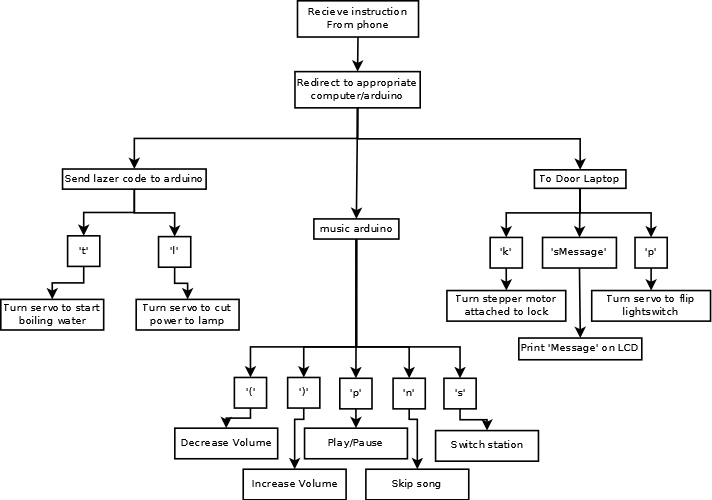 Recieve instruction
From phone
Redirect to appropriate
computer/arduino
Send lazer code to arduino
To Door Laptop
music arduino
't'
'l'
'k'
'sMessage'
'p'
Turn servo to start
boiling water
Turn servo to cut
power to lamp
Turn stepper motor
attached to lock
Turn servo to flip
lightswitch
Print 'Message' on LCD
'('
')'
'p'
'n'
's'
Decrease Volume
Play/Pause
Switch station
Increase Volume
Skip song